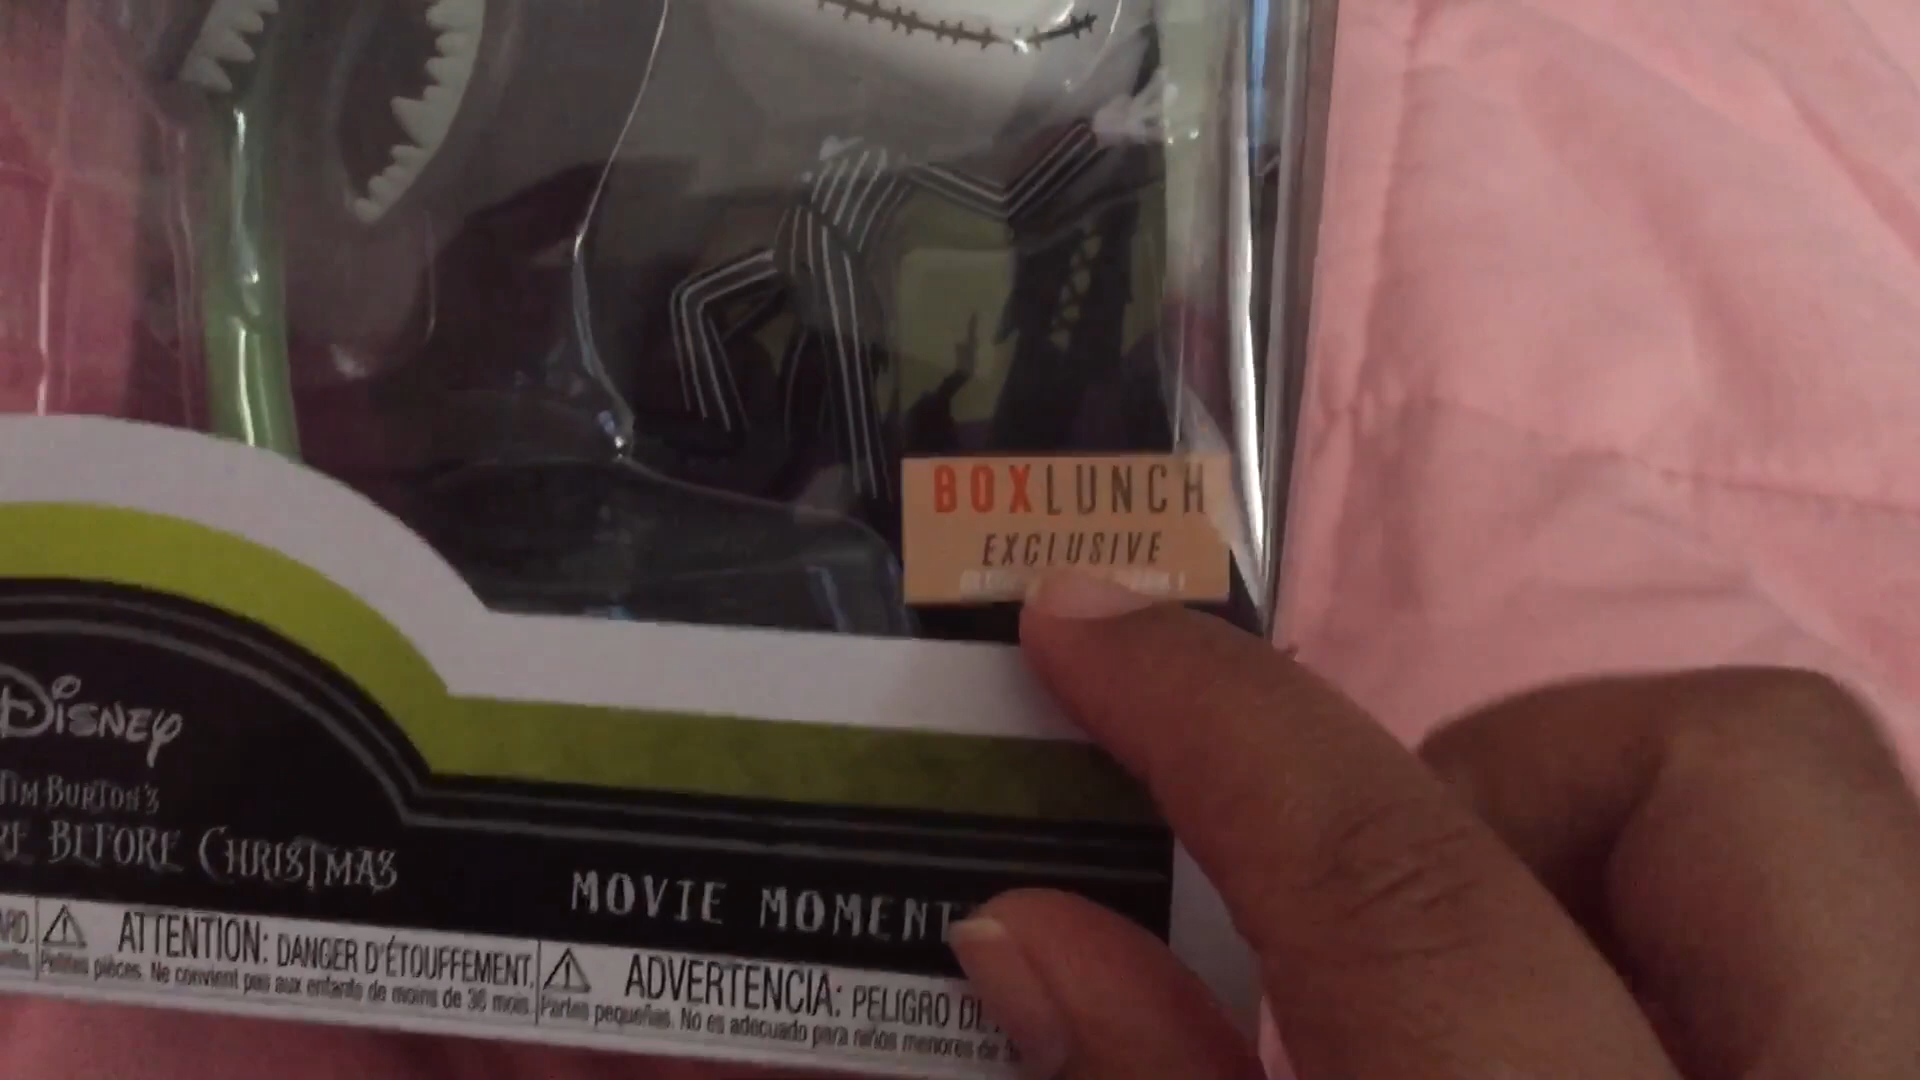 BOXLUNCH
EXCLUSIVE
DISNEY
TIM BURTON'S
BEFORE CHRISTMAS
MOVIE MOMENT
ATTENTION: DANGER D'ÉTOUFFEMENT,
Petites pièces. Ne convient pas aux enfants de moins de 36 mois.
ADVERTENCIA: PELIGRO DE
Partes pequeñas. No es adecuado para niños menores de